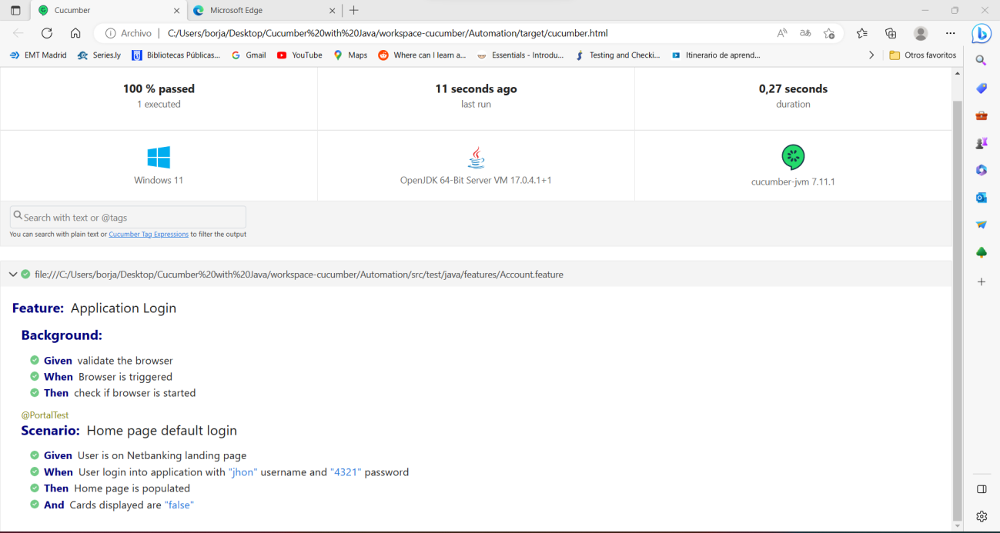 Cucumber
Microsoft Edge
Archivo | C:/Users/borja/Desktop/Cucumber%20with%20Java/workspace-cucumber/Automation/target/cucumber.html
EMT Madrid Series.ly Bibliotecas Públicas... Gmail YouTube Maps Where can I learn a... Essentials - Introdu... Testing and Checki... Itinerario de aprend... Otros favoritos
100 % passed 11 seconds ago 0,27 seconds
1 executed last run duration
Windows 11 OpenJDK 64-Bit Server VM 17.0.4.1+1 cucumber-jvm 7.11.1
Search with text or @tags
You can search with plain text or Cucumber Tag Expressions to filter the output
file:///C:/Users/borja/Desktop/Cucumber%20with%20Java/workspace-cucumber/Automation/src/test/java/features/Account.feature
Feature: Application Login
Background:
Given validate the browser
When Browser is triggered
Then check if browser is started
@PortalTest
Scenario: Home page default login
Given User is on Netbanking landing page
When User login into application with "jhon" username and "4321" password
Then Home page is populated
And Cards displayed are "false"